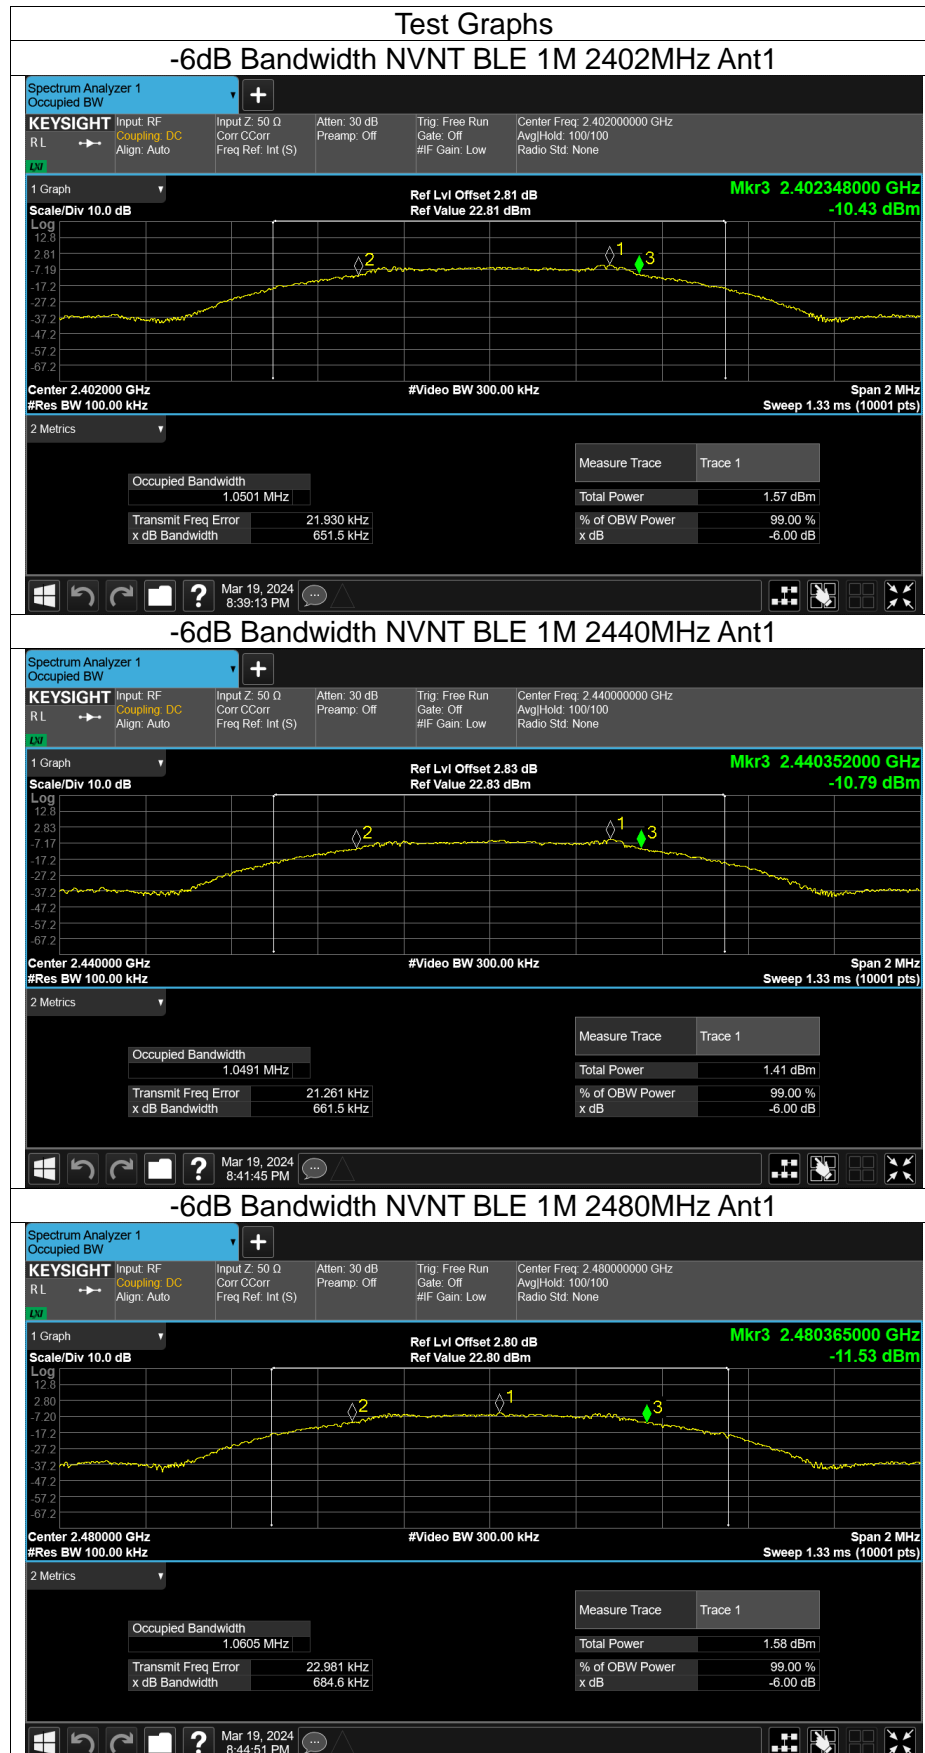 Test Graphs
-6dB Bandwidth NVNT BLE 1M 2402MHz Ant1
Spectrum Analyzer 1
Occupied BW
KEYSIGHT Input: RF Input Z: 50 Ω Atten: 30 dB Trig: Free Run Center Freq: 2.402000000 GHz
RL Coupling: DC Corr CCorr Preamp: Off Gate: Off Avg|Hold: 100/100
Align: Auto Freq Ref: Int (S) #IF Gain: Low Radio Std: None
LXI
1 Graph Ref Lvl Offset 2.81 dB Mkr3 2.402348000 GHz
Scale/Div 10.0 dB Ref Value 22.81 dBm -10.43 dBm
Log
12.8
2.81
-7.19
-17.2
-27.2
-37.2
-47.2
-57.2
-67.2
2 1 3
Center 2.402000 GHz #Video BW 300.00 kHz Span 2 MHz
#Res BW 100.00 kHz Sweep 1.33 ms (10001 pts)
2 Metrics
Measure Trace Trace 1
Occupied Bandwidth
1.0501 MHz Total Power 1.57 dBm
Transmit Freq Error 21.930 kHz % of OBW Power 99.00 %
x dB Bandwidth 651.5 kHz x dB -6.00 dB
Mar 19, 2024
8:39:13 PM
-6dB Bandwidth NVNT BLE 1M 2440MHz Ant1
Spectrum Analyzer 1
Occupied BW
KEYSIGHT Input: RF Input Z: 50 Ω Atten: 30 dB Trig: Free Run Center Freq: 2.440000000 GHz
RL Coupling: DC Corr CCorr Preamp: Off Gate: Off Avg|Hold: 100/100
Align: Auto Freq Ref: Int (S) #IF Gain: Low Radio Std: None
LXI
1 Graph Ref Lvl Offset 2.83 dB Mkr3 2.440352000 GHz
Scale/Div 10.0 dB Ref Value 22.83 dBm -10.79 dBm
Log
12.8
2.83
-7.17
-17.2
-27.2
-37.2
-47.2
-57.2
-67.2
2 1 3
Center 2.440000 GHz #Video BW 300.00 kHz Span 2 MHz
#Res BW 100.00 kHz Sweep 1.33 ms (10001 pts)
2 Metrics
Measure Trace Trace 1
Occupied Bandwidth
1.0491 MHz Total Power 1.41 dBm
Transmit Freq Error 21.261 kHz % of OBW Power 99.00 %
x dB Bandwidth 661.5 kHz x dB -6.00 dB
Mar 19, 2024
8:41:45 PM
-6dB Bandwidth NVNT BLE 1M 2480MHz Ant1
Spectrum Analyzer 1
Occupied BW
KEYSIGHT Input: RF Input Z: 50 Ω Atten: 30 dB Trig: Free Run Center Freq: 2.480000000 GHz
RL Coupling: DC Corr CCorr Preamp: Off Gate: Off Avg|Hold: 100/100
Align: Auto Freq Ref: Int (S) #IF Gain: Low Radio Std: None
LXI
1 Graph Ref Lvl Offset 2.80 dB Mkr3 2.480365000 GHz
Scale/Div 10.0 dB Ref Value 22.80 dBm -11.53 dBm
Log
12.8
2.80
-7.20
-17.2
-27.2
-37.2
-47.2
-57.2
-67.2
2 1 3
Center 2.480000 GHz #Video BW 300.00 kHz Span 2 MHz
#Res BW 100.00 kHz Sweep 1.33 ms (10001 pts)
2 Metrics
Measure Trace Trace 1
Occupied Bandwidth
1.0605 MHz Total Power 1.58 dBm
Transmit Freq Error 22.981 kHz % of OBW Power 99.00 %
x dB Bandwidth 684.6 kHz x dB -6.00 dB
Mar 19, 2024
8:44:51 PM